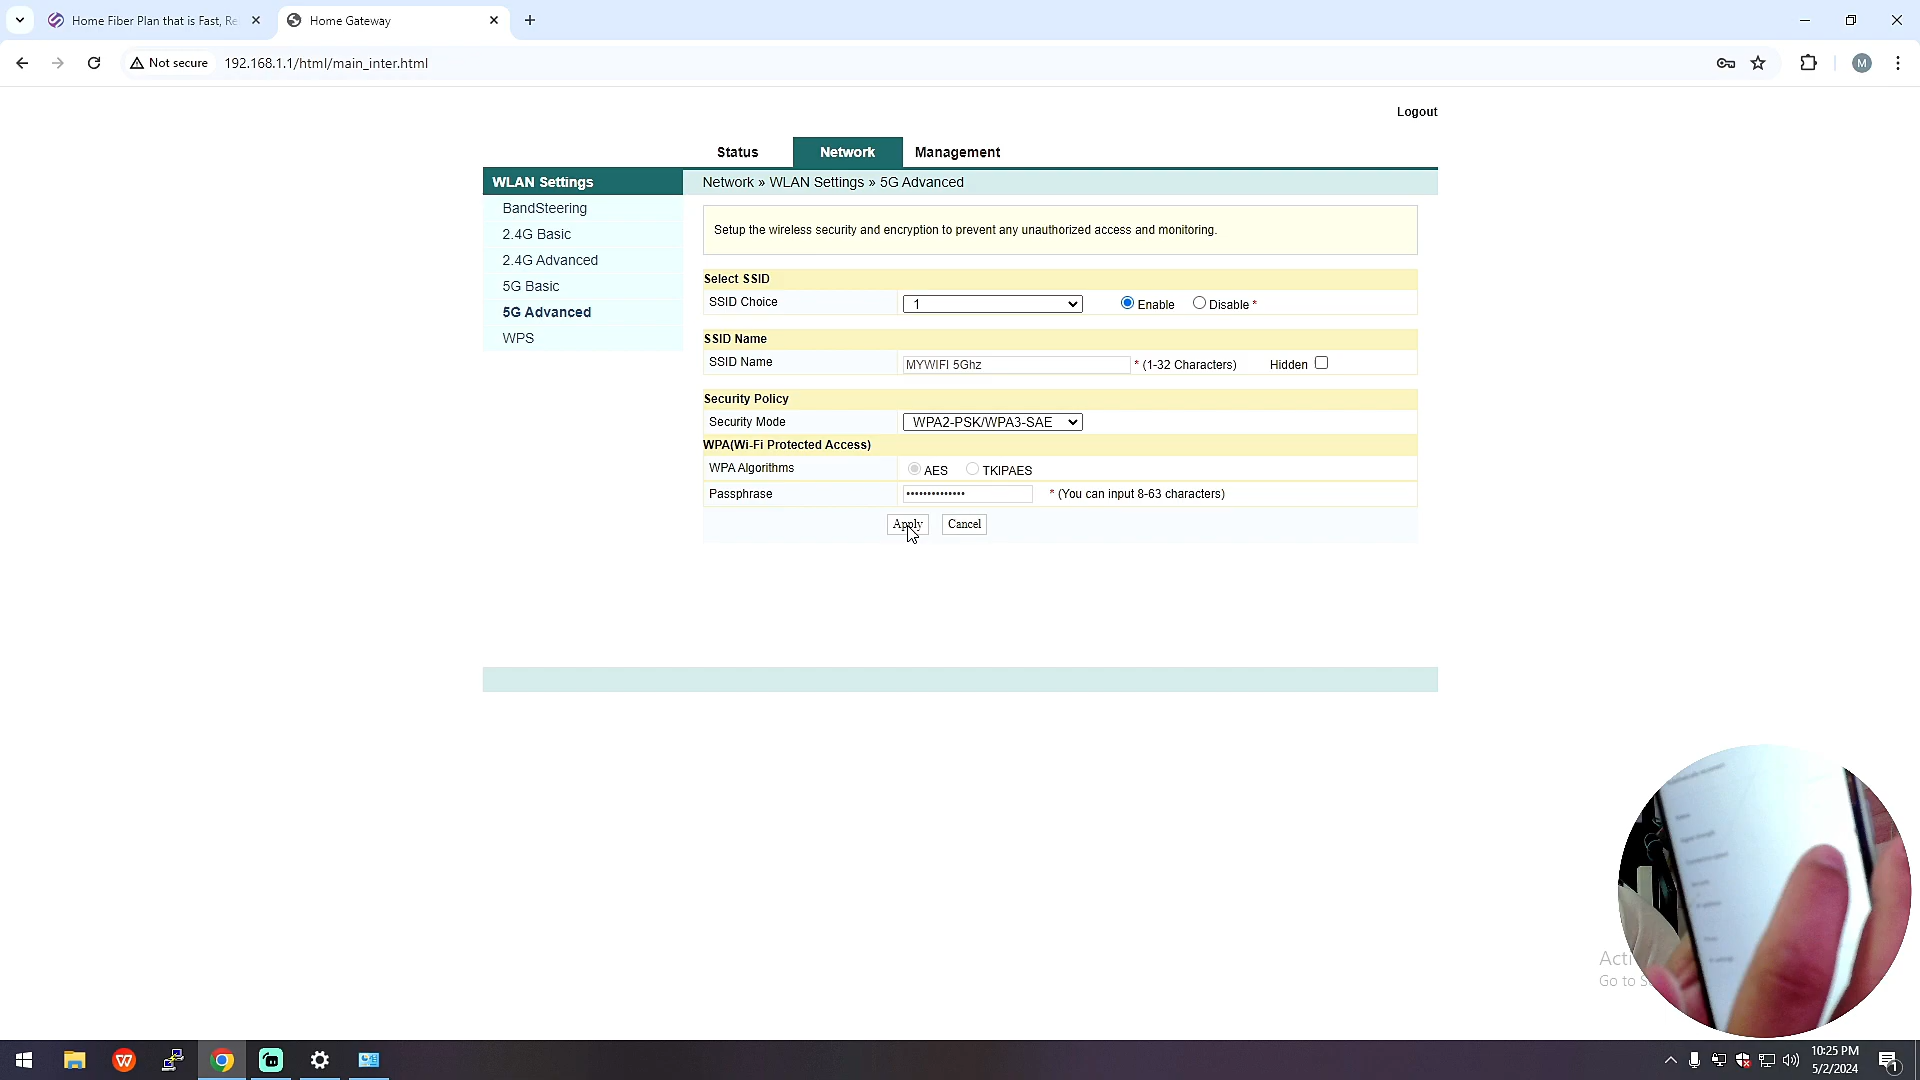 Home Fiber Plan that is Fast, Re
Home Gateway
Not secure
192.168.1.1/html/main_inter.html
M
Logout
Status
Network
Management
WLAN Settings
Network » WLAN Settings » 5G Advanced
BandSteering
2.4G Basic
2.4G Advanced
5G Basic
5G Advanced
WPS
Setup the wireless security and encryption to prevent any unauthorized access and monitoring.
Select SSID
SSID Choice
1
Enable
Disable *
SSID Name
SSID Name
MYWIFI 5Ghz
* (1-32 Characters)
Hidden
Security Policy
Security Mode
WPA2-PSK/WPA3-SAE
WPA(Wi-Fi Protected Access)
WPA Algorithms
AES
TKIPAES
Passphrase
••••••••••••••
* (You can input 8-63 characters)
Apply
Cancel
Acti
Go to S
W
10:25 PM
5/2/2024
1